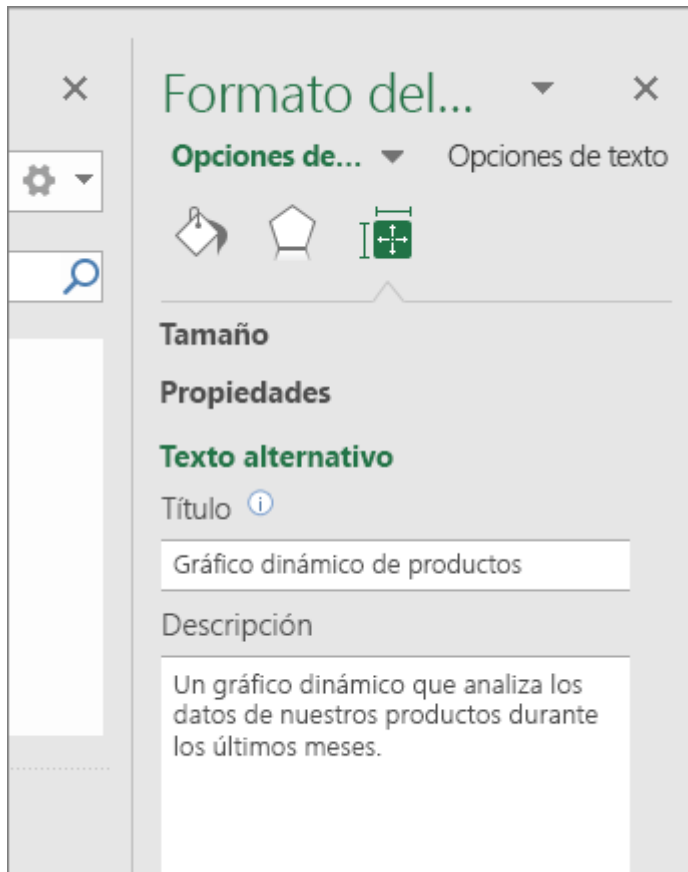 Formato del...
Opciones de... Opciones de texto
Tamaño
Propiedades
Texto alternativo
Título
Gráfico dinámico de productos
Descripción
Un gráfico dinámico que analiza los
datos de nuestros productos durante
los últimos meses.